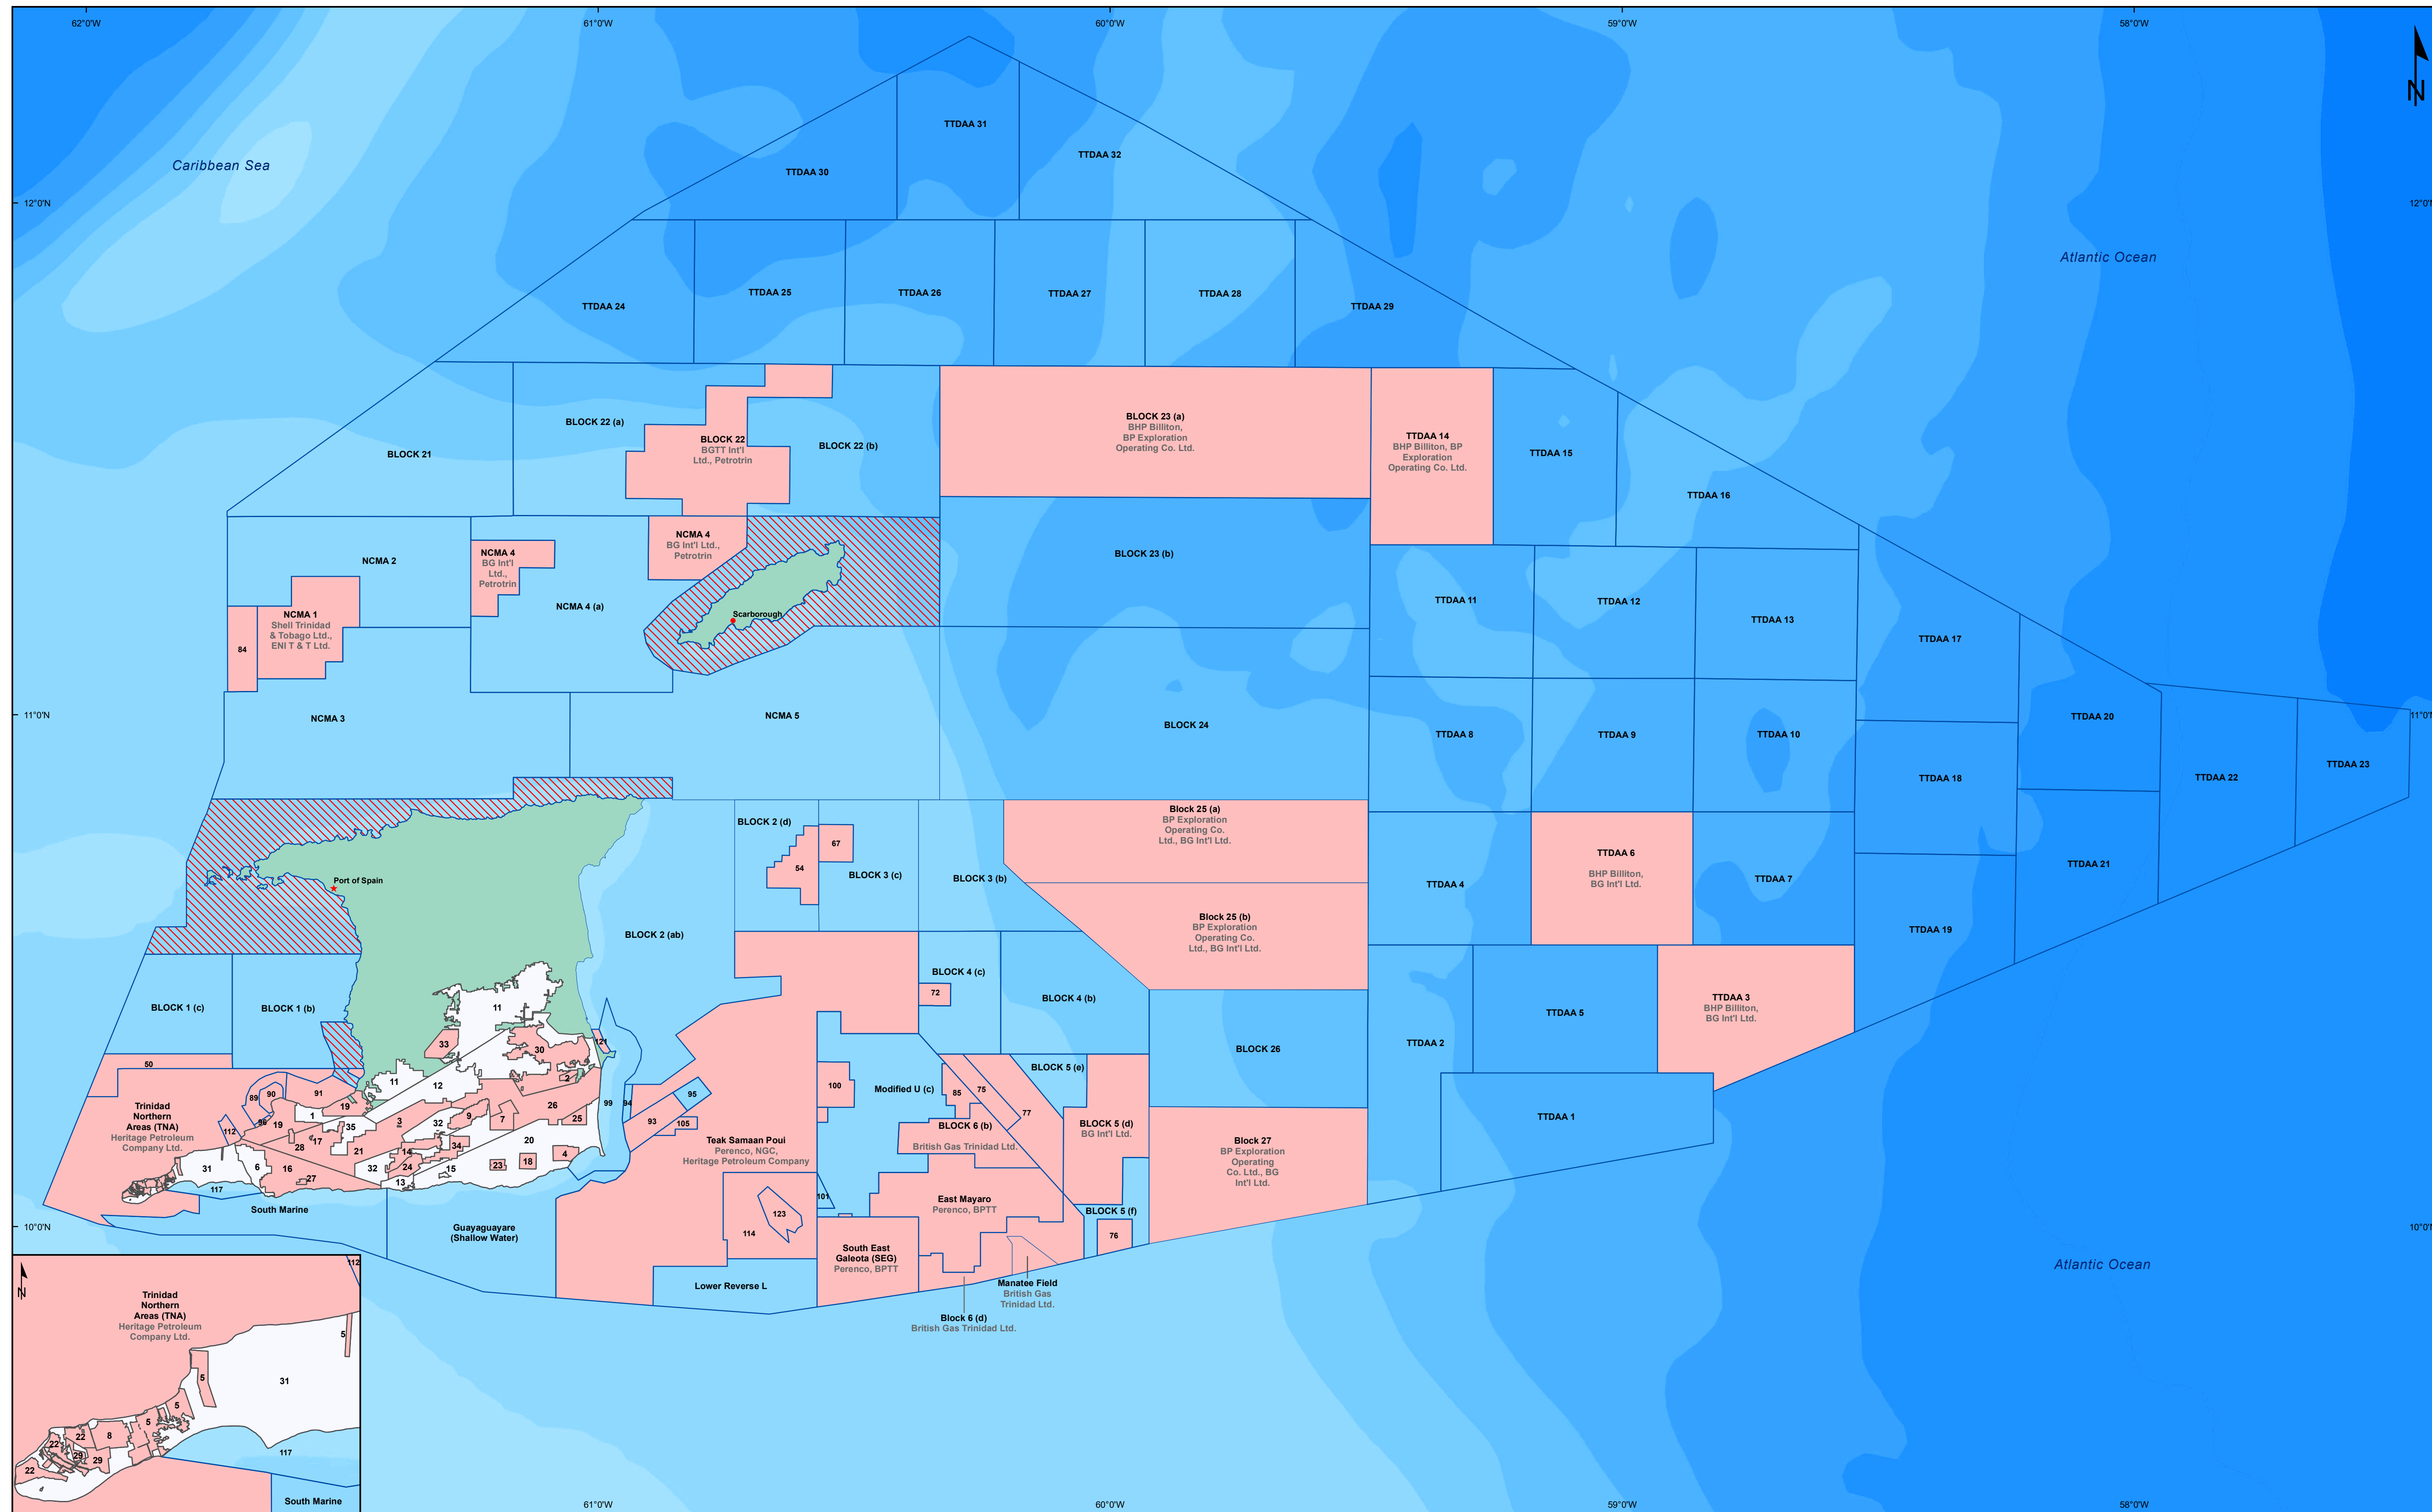 62°0'W
61°0'W
60°0'W
59°0'W
58°0'W
N
Caribbean Sea
TTDAA 31
TTDAA 32
TTDAA 30
12°0'N
12°0'N
Atlantic Ocean
TTDAA 24
TTDAA 25
TTDAA 26
TTDAA 27
TTDAA 28
TTDAA 29
BLOCK 21
BLOCK 22 (a)
BLOCK 22
BGTT Int'l
Ltd., Petrotrin
BLOCK 22 (b)
BLOCK 23 (a)
BHP Billiton,
BP Exploration
Operating Co. Ltd.
TTDAA 14
BHP Billiton, BP
Exploration
Operating Co. Ltd.
TTDAA 15
TTDAA 16
NCMA 2
NCMA 4
BG Int'l
Ltd.,
Petrotrin
NCMA 4
BG Int'l Ltd.,
Petrotrin
NCMA 4 (a)
BLOCK 23 (b)
NCMA 1
Shell Trinidad
& Tobago Ltd.,
ENI T & T Ltd.
84
Scarborough
TTDAA 11
TTDAA 12
TTDAA 13
TTDAA 17
11°0'N
NCMA 3
NCMA 5
BLOCK 24
TTDAA 8
TTDAA 9
TTDAA 10
TTDAA 18
TTDAA 20
TTDAA 22
TTDAA 23
11°0'N
BLOCK 2 (d)
54
67
BLOCK 3 (c)
BLOCK 3 (b)
Block 25 (a)
BP Exploration
Operating Co.
Ltd., BG Int'l Ltd.
Port of Spain
TTDAA 4
TTDAA 6
BHP Billiton,
BG Int'l Ltd.
TTDAA 7
TTDAA 21
BLOCK 2 (ab)
Block 25 (b)
BP Exploration
Operating Co.
Ltd., BG Int'l Ltd.
TTDAA 19
BLOCK 1 (c)
BLOCK 1 (b)
BLOCK 4 (c)
72
BLOCK 4 (b)
BLOCK 26
TTDAA 2
TTDAA 5
TTDAA 3
BHP Billiton,
BG Int'l Ltd.
11
33
30
121
2
50
11
12
Trinidad
Northern
Areas (TNA)
Heritage Petroleum
Company Ltd.
89
90
91
96
112
19
1
19
35
3
32
9
7
26
25
99
94
95
93
105
28
17
21
14
34
24
20
31
6
16
27
32
13
15
23
18
4
117
South Marine
Guayaguayare
(Shallow Water)
Teak Samaan Poui
Perenco, NGC,
Heritage Petroleum Company
100
Modified U (c)
85
75
77
BLOCK 5 (e)
BLOCK 6 (b)
British Gas Trinidad Ltd.
BLOCK 5 (d)
BG Int'l Ltd.
Block 27
BP Exploration
Operating
Co. Ltd., BG
Int'l Ltd.
TTDAA 1
101
123
114
East Mayaro
Perenco, BPTT
BLOCK 5 (f)
76
South East
Galeota (SEG)
Perenco, BPTT
Lower Reverse L
Manatee Field
British Gas
Trinidad Ltd.
Block 6 (d)
British Gas Trinidad Ltd.
10°0'N
10°0'N
Atlantic Ocean
N
Trinidad
Northern
Areas (TNA)
Heritage Petroleum
Company Ltd.
112
5
31
5
5
5
8
22
22
29
29
22
117
South Marine
61°0'W
60°0'W
59°0'W
58°0'W